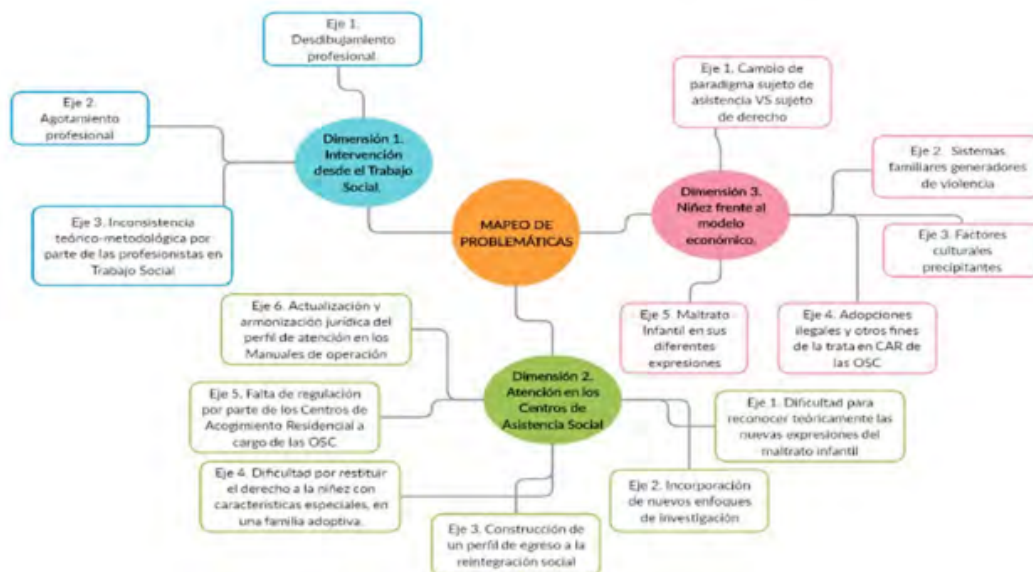 MAPEO DE
PROBLEMÁTICAS
Dimensión 1.
Intervención
desde el Trabajo
Social.
Eje 1.
Desdibujamiento
profesional
Eje 2.
Agotamiento
profesional
Eje 3. Inconsistencia
teórico-metodológica por
parte de las profesionistas en
Trabajo Social
Dimensión 3.
Niñez frente al
modelo
económico.
Eje 1. Cambio de
paradigma sujeto de
asistencia VS sujeto
de derecho
Eje 2. Sistemas
familiares generadores
de violencia
Eje 3. Factores
culturales
precipitantes
Eje 4. Adopciones
ilegales y otros fines
de la trata en CAR de
las OSC
Eje 5. Maltrato
Infantil en sus
diferentes
expresiones
Dimensión 2.
Atención en los
Centros de
Asistencia Social
Eje 1. Dificultad para
reconocer teóricamente las
nuevas expresiones del
maltrato infantil
Eje 2. Incorporación
de nuevos enfoques
de investigación
Eje 3. Construcción de
un perfil de egreso a la
reintegración social
Eje 4. Dificultad por restituir
el derecho a la niñez con
características especiales, en
una familia adoptiva.
Eje 5. Falta de regulación
por parte de los Centros de
Acogimiento Residencial a
cargo de las OSC
Eje 6. Actualización y
armonización jurídica del
perfil de atención en los
Manuales de operación